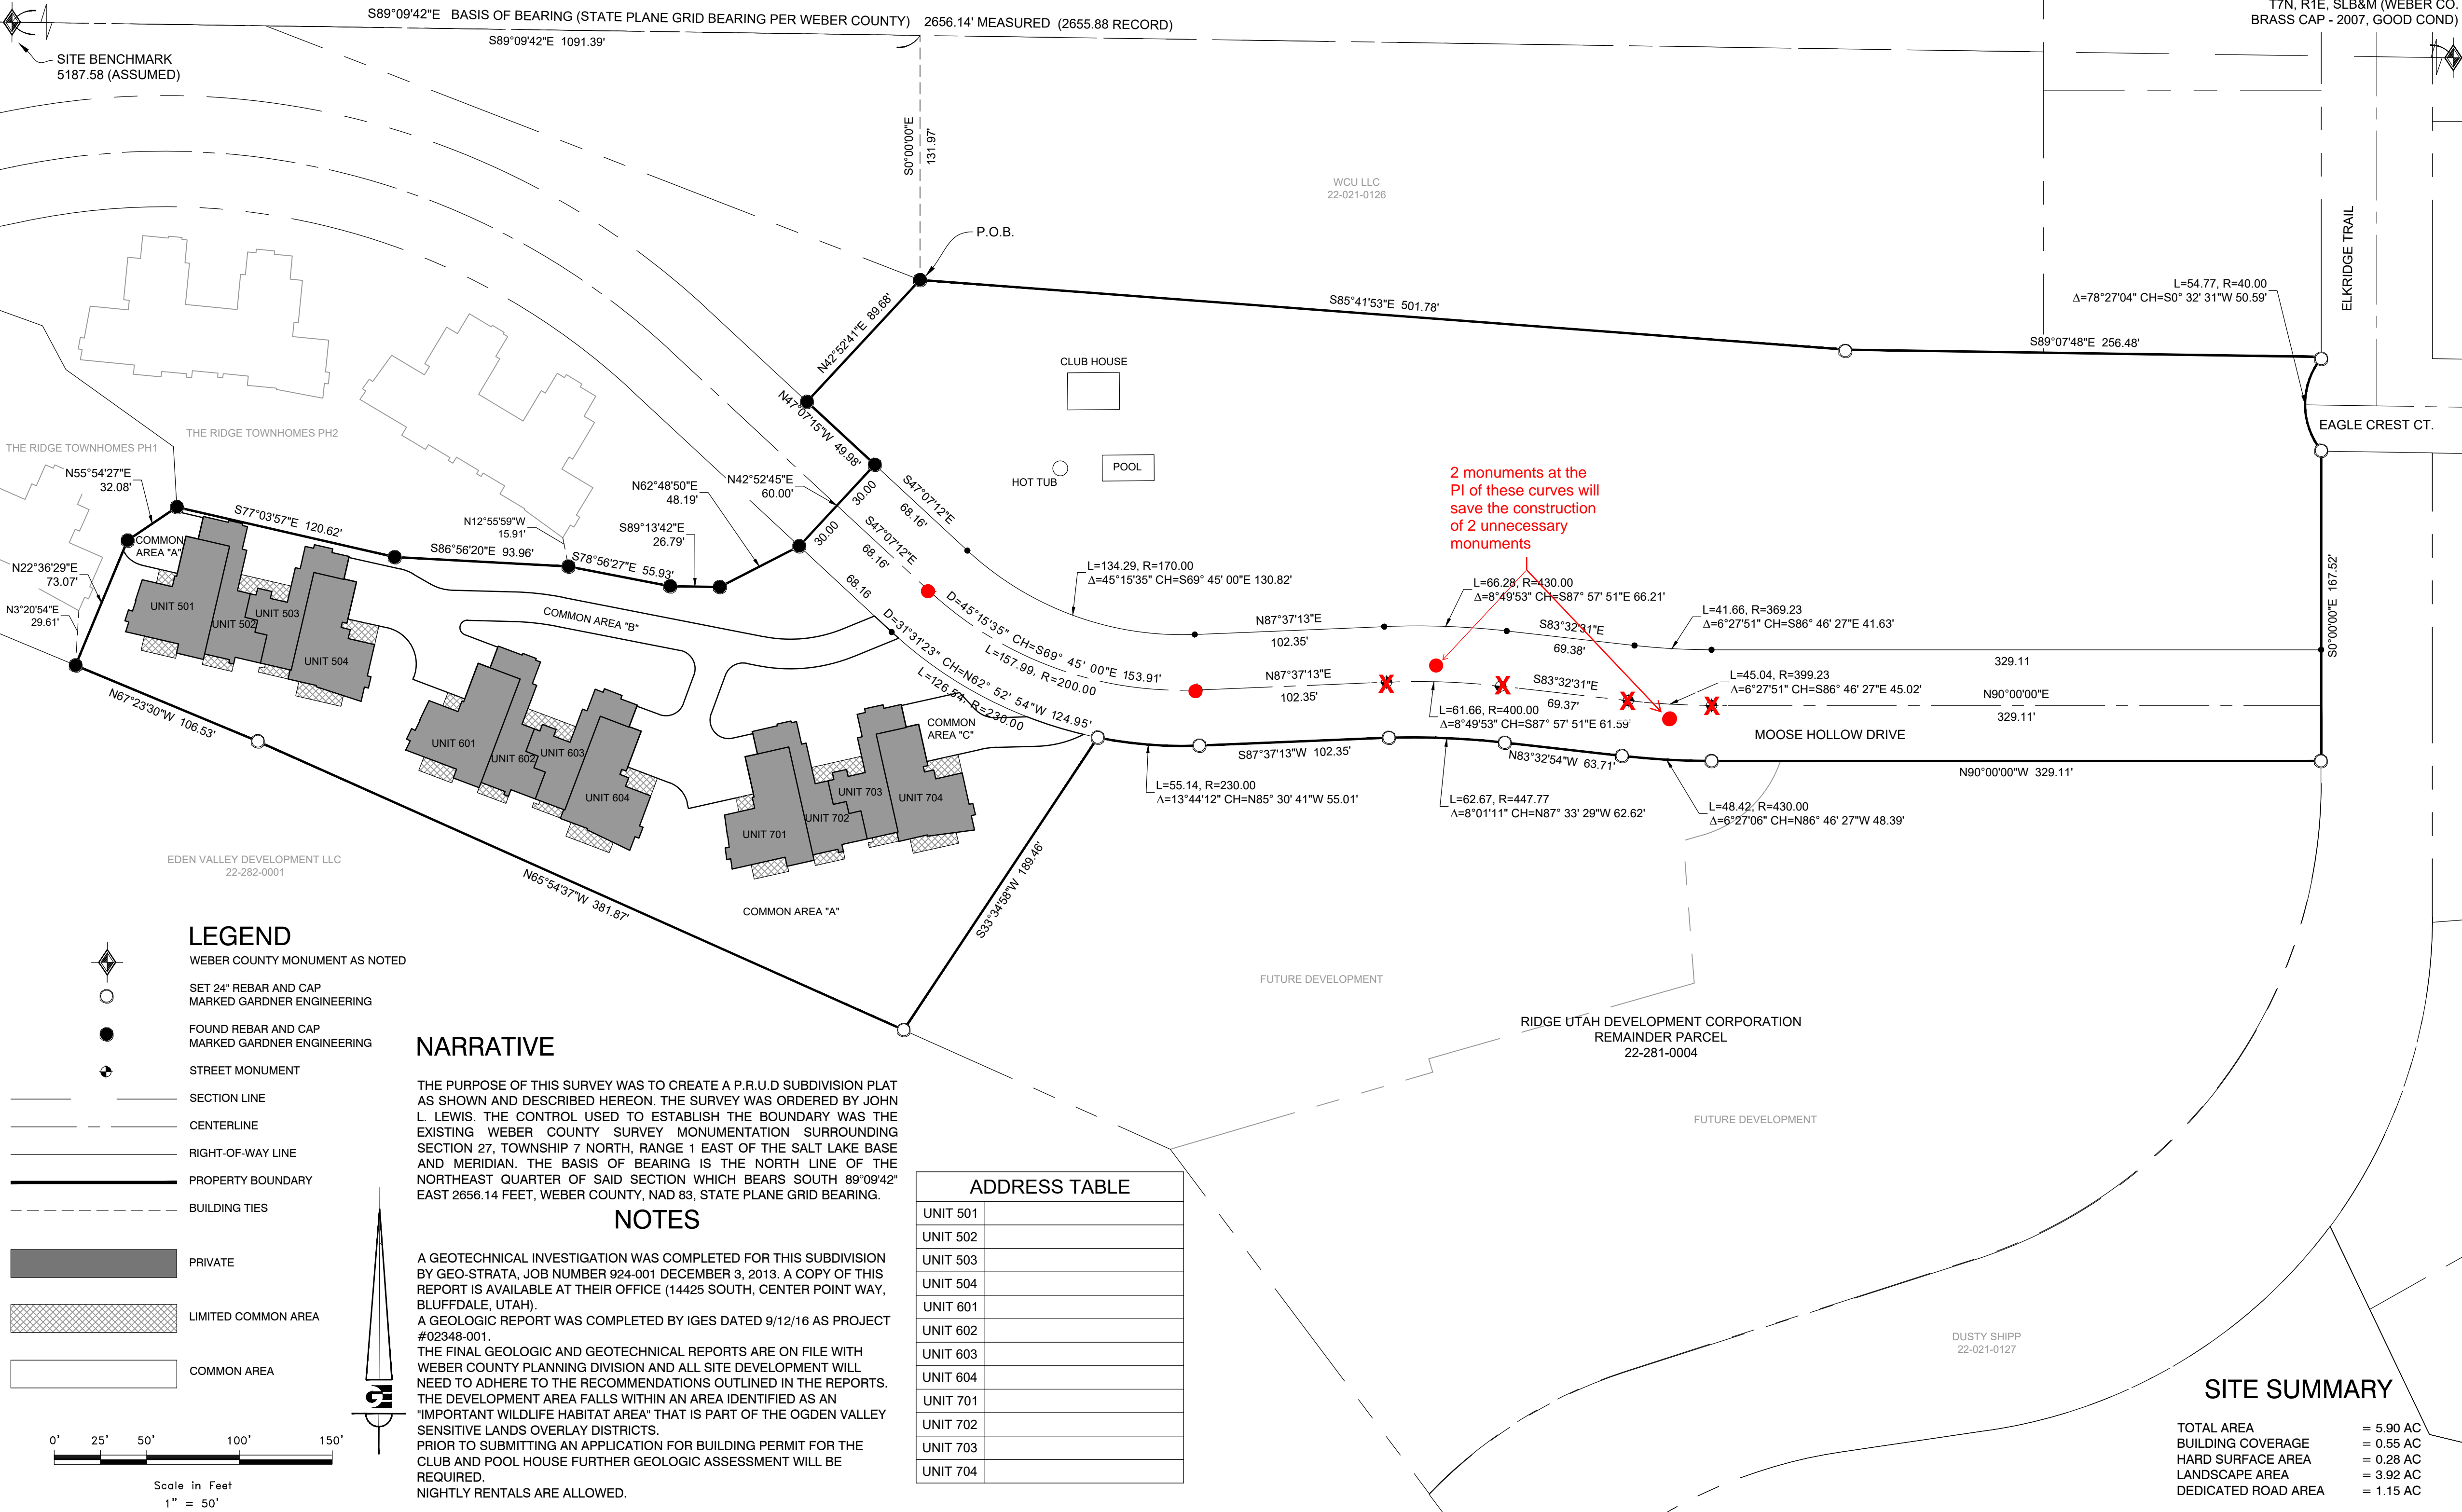 S89°09'42"E BASIS OF BEARING (STATE PLANE GRID BEARING PER WEBER COUNTY) 2656.14' MEASURED (2655.88 RECORD)
T7N, R1E, SLB&M (WEBER CO.
BRASS CAP - 2007, GOOD COND)
S89°09'42"E 1091.39'
SITE BENCHMARK
5187.58 (ASSUMED)
S0°00'00"E
131.97'
WCU LLC
22-021-0126
P.O.B.
ELKRIDGE TRAIL
L=54.77, R=40.00
Δ=78°27'04" CH=S0° 32' 31"W 50.59'
S85°41'53"E 501.78'
S89°07'48"E 256.48'
N42°52'41"E 89.68'
CLUB HOUSE
N47°07'15"W 49.98'
EAGLE CREST CT.
THE RIDGE TOWNHOMES PH2
THE RIDGE TOWNHOMES PH1
POOL
HOT TUB
2 monuments at the
PI of these curves will
save the construction
of 2 unnecessary
monuments
N55°54'27"E
32.08'
N62°48'50"E
48.19'
N42°52'45"E
60.00'
30.00
30.00
S47°07'12"E
68.16'
S47°07'12"E
68.16'
68.16
S77°03'57"E 120.62'
N12°55'59"W
15.91'
S89°13'42"E
26.79'
S86°56'20"E 93.96'
S78°56'27"E 55.93'
COMMON
AREA "A"
N22°36'29"E
73.07'
N3°20'54"E
29.61'
UNIT 501
UNIT 502
UNIT 503
UNIT 504
COMMON AREA "B"
L=134.29, R=170.00
Δ=45°15'35" CH=S69° 45' 00"E 130.82'
L=66.28, R=430.00
Δ=8°49'53" CH=S87° 57' 51"E 66.21'
L=41.66, R=369.23
Δ=6°27'51" CH=S86° 46' 27"E 41.63'
N87°37'13"E
102.35'
S83°32'31"E
69.38'
329.11
S0°00'00"E 167.52'
D=45°15'35" CH=S69° 45' 00"E 153.91'
L=157.99, R=200.00
D=31°31'23" CH=N62° 52' 54"W 124.95'
L=126.54, R=230.00
N87°37'13"E
102.35'
X
X
X
X
S83°32'31"E
69.37'
L=45.04, R=399.23
Δ=6°27'51" CH=S86° 46' 27"E 45.02'
N90°00'00"E
329.11'
L=61.66, R=400.00
Δ=8°49'53" CH=S87° 57' 51"E 61.59'
MOOSE HOLLOW DRIVE
N67°23'30"W 106.53'
UNIT 601
UNIT 602
UNIT 603
UNIT 604
COMMON
AREA "C"
S87°37'13"W 102.35'
N83°32'54"W 63.71'
N90°00'00"W 329.11'
L=55.14, R=230.00
Δ=13°44'12" CH=N85° 30' 41"W 55.01'
L=62.67, R=447.77
Δ=8°01'11" CH=N87° 33' 29"W 62.62'
L=48.42, R=430.00
Δ=6°27'06" CH=N86° 46' 27"W 48.39'
UNIT 701
UNIT 702
UNIT 703
UNIT 704
EDEN VALLEY DEVELOPMENT LLC
22-282-0001
N65°54'37"W 381.87'
COMMON AREA "A"
S33°34'58"W 189.46'
FUTURE DEVELOPMENT
RIDGE UTAH DEVELOPMENT CORPORATION
REMAINDER PARCEL
22-281-0004
FUTURE DEVELOPMENT
DUSTY SHIPP
22-021-0127
LEGEND
WEBER COUNTY MONUMENT AS NOTED
SET 24" REBAR AND CAP
MARKED GARDNER ENGINEERING
FOUND REBAR AND CAP
MARKED GARDNER ENGINEERING
STREET MONUMENT
SECTION LINE
CENTERLINE
RIGHT-OF-WAY LINE
PROPERTY BOUNDARY
BUILDING TIES
PRIVATE
LIMITED COMMON AREA
COMMON AREA
0' 25' 50' 100' 150'
Scale in Feet
1" = 50'
GE
NARRATIVE
THE PURPOSE OF THIS SURVEY WAS TO CREATE A P.R.U.D SUBDIVISION PLAT
AS SHOWN AND DESCRIBED HEREON. THE SURVEY WAS ORDERED BY JOHN
L. LEWIS. THE CONTROL USED TO ESTABLISH THE BOUNDARY WAS THE
EXISTING WEBER COUNTY SURVEY MONUMENTATION SURROUNDING
SECTION 27, TOWNSHIP 7 NORTH, RANGE 1 EAST OF THE SALT LAKE BASE
AND MERIDIAN. THE BASIS OF BEARING IS THE NORTH LINE OF THE
NORTHEAST QUARTER OF SAID SECTION WHICH BEARS SOUTH 89°09'42"
EAST 2656.14 FEET, WEBER COUNTY, NAD 83, STATE PLANE GRID BEARING.
NOTES
A GEOTECHNICAL INVESTIGATION WAS COMPLETED FOR THIS SUBDIVISION
BY GEO-STRATA, JOB NUMBER 924-001 DECEMBER 3, 2013. A COPY OF THIS
REPORT IS AVAILABLE AT THEIR OFFICE (14425 SOUTH, CENTER POINT WAY,
BLUFFDALE, UTAH).
A GEOLOGIC REPORT WAS COMPLETED BY IGES DATED 9/12/16 AS PROJECT
#02348-001.
THE FINAL GEOLOGIC AND GEOTECHNICAL REPORTS ARE ON FILE WITH
WEBER COUNTY PLANNING DIVISION AND ALL SITE DEVELOPMENT WILL
NEED TO ADHERE TO THE RECOMMENDATIONS OUTLINED IN THE REPORTS.
THE DEVELOPMENT AREA FALLS WITHIN AN AREA IDENTIFIED AS AN
"IMPORTANT WILDLIFE HABITAT AREA" THAT IS PART OF THE OGDEN VALLEY
SENSITIVE LANDS OVERLAY DISTRICTS.
PRIOR TO SUBMITTING AN APPLICATION FOR BUILDING PERMIT FOR THE
CLUB AND POOL HOUSE FURTHER GEOLOGIC ASSESSMENT WILL BE
REQUIRED.
NIGHTLY RENTALS ARE ALLOWED.
ADDRESS TABLE
UNIT 501
UNIT 502
UNIT 503
UNIT 504
UNIT 601
UNIT 602
UNIT 603
UNIT 604
UNIT 701
UNIT 702
UNIT 703
UNIT 704
SITE SUMMARY
TOTAL AREA = 5.90 AC
BUILDING COVERAGE = 0.55 AC
HARD SURFACE AREA = 0.28 AC
LANDSCAPE AREA = 3.92 AC
DEDICATED ROAD AREA = 1.15 AC